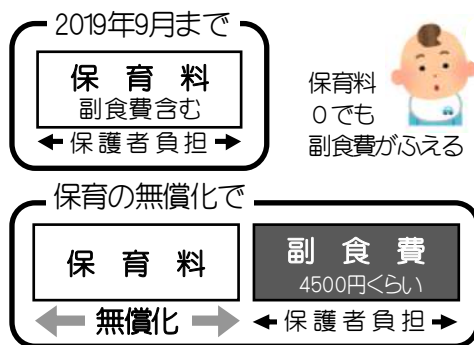 2019年9月まで
保育料
副食費含む
保護者負担
保育料
0でも
副食費がふえる
保育の無償化で
保育料
副食費
4500円くらい
無償化
保護者負担